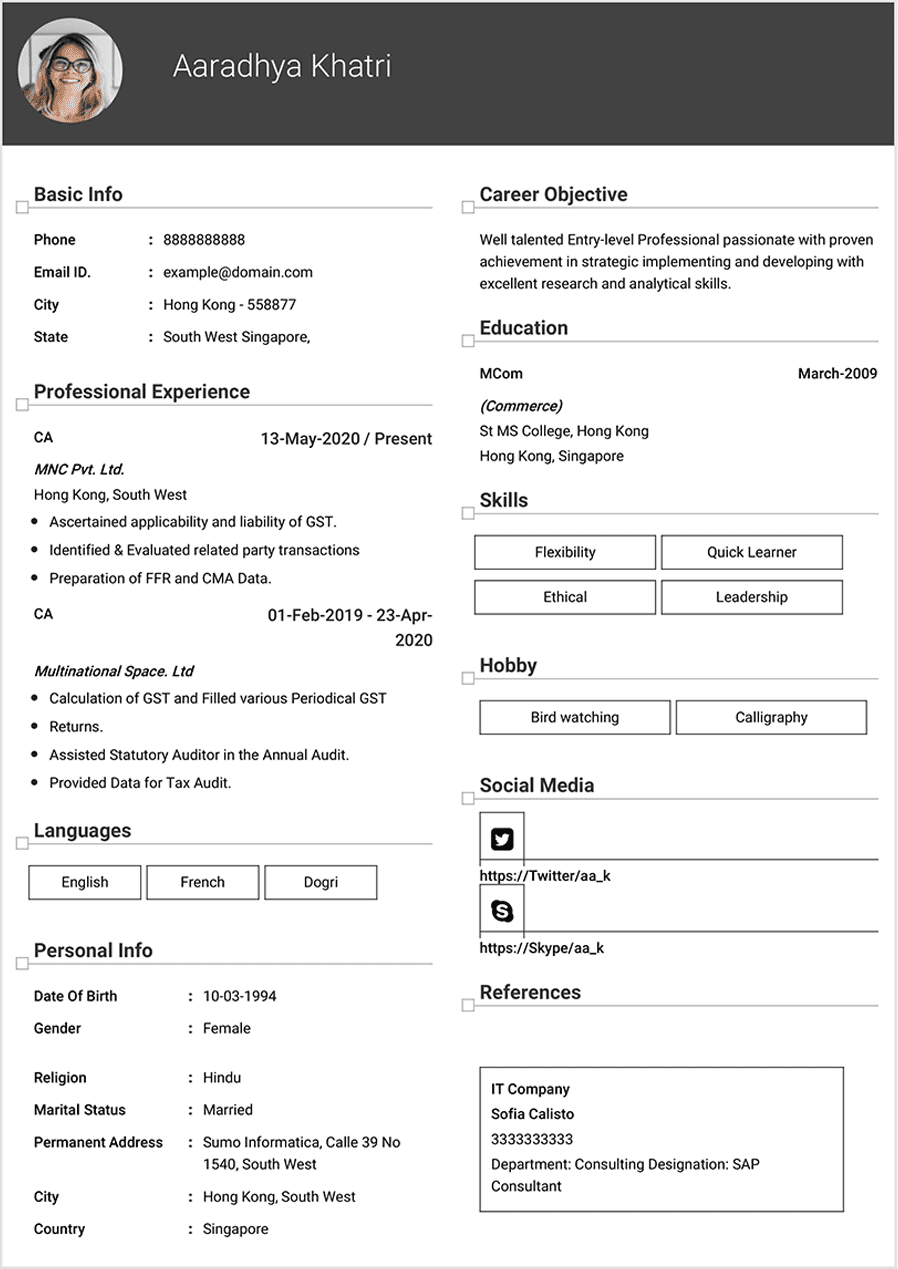 Aaradhya Khatri
Basic Info
Phone : 8888888888
Email ID. : example@domain.com
City : Hong Kong - 558877
State : South West Singapore,
Professional Experience
CA 13-May-2020 / Present
MNC Pvt. Ltd.
Hong Kong, South West
• Ascertained applicability and liability of GST.
• Identified & Evaluated related party transactions
• Preparation of FFR and CMA Data.
CA 01-Feb-2019 - 23-Apr-
2020
Multinational Space. Ltd
• Calculation of GST and Filled various Periodical GST
• Returns.
• Assisted Statutory Auditor in the Annual Audit.
• Provided Data for Tax Audit.
Languages
English French Dogri
Personal Info
Date Of Birth : 10-03-1994
Gender : Female
Religion : Hindu
Marital Status : Married
Permanent Address : Sumo Informatica, Calle 39 No
1540, South West
City : Hong Kong, South West
Country : Singapore
Career Objective
Well talented Entry-level Professional passionate with proven
achievement in strategic implementing and developing with
excellent research and analytical skills.
Education
MCom March-2009
(Commerce)
St MS College, Hong Kong
Hong Kong, Singapore
Skills
Flexibility Quick Learner
Ethical Leadership
Hobby
Bird watching Calligraphy
Social Media
https://Twitter/aa_k
https://Skype/aa_k
References
IT Company
Sofia Calisto
3333333333
Department: Consulting Designation: SAP
Consultant